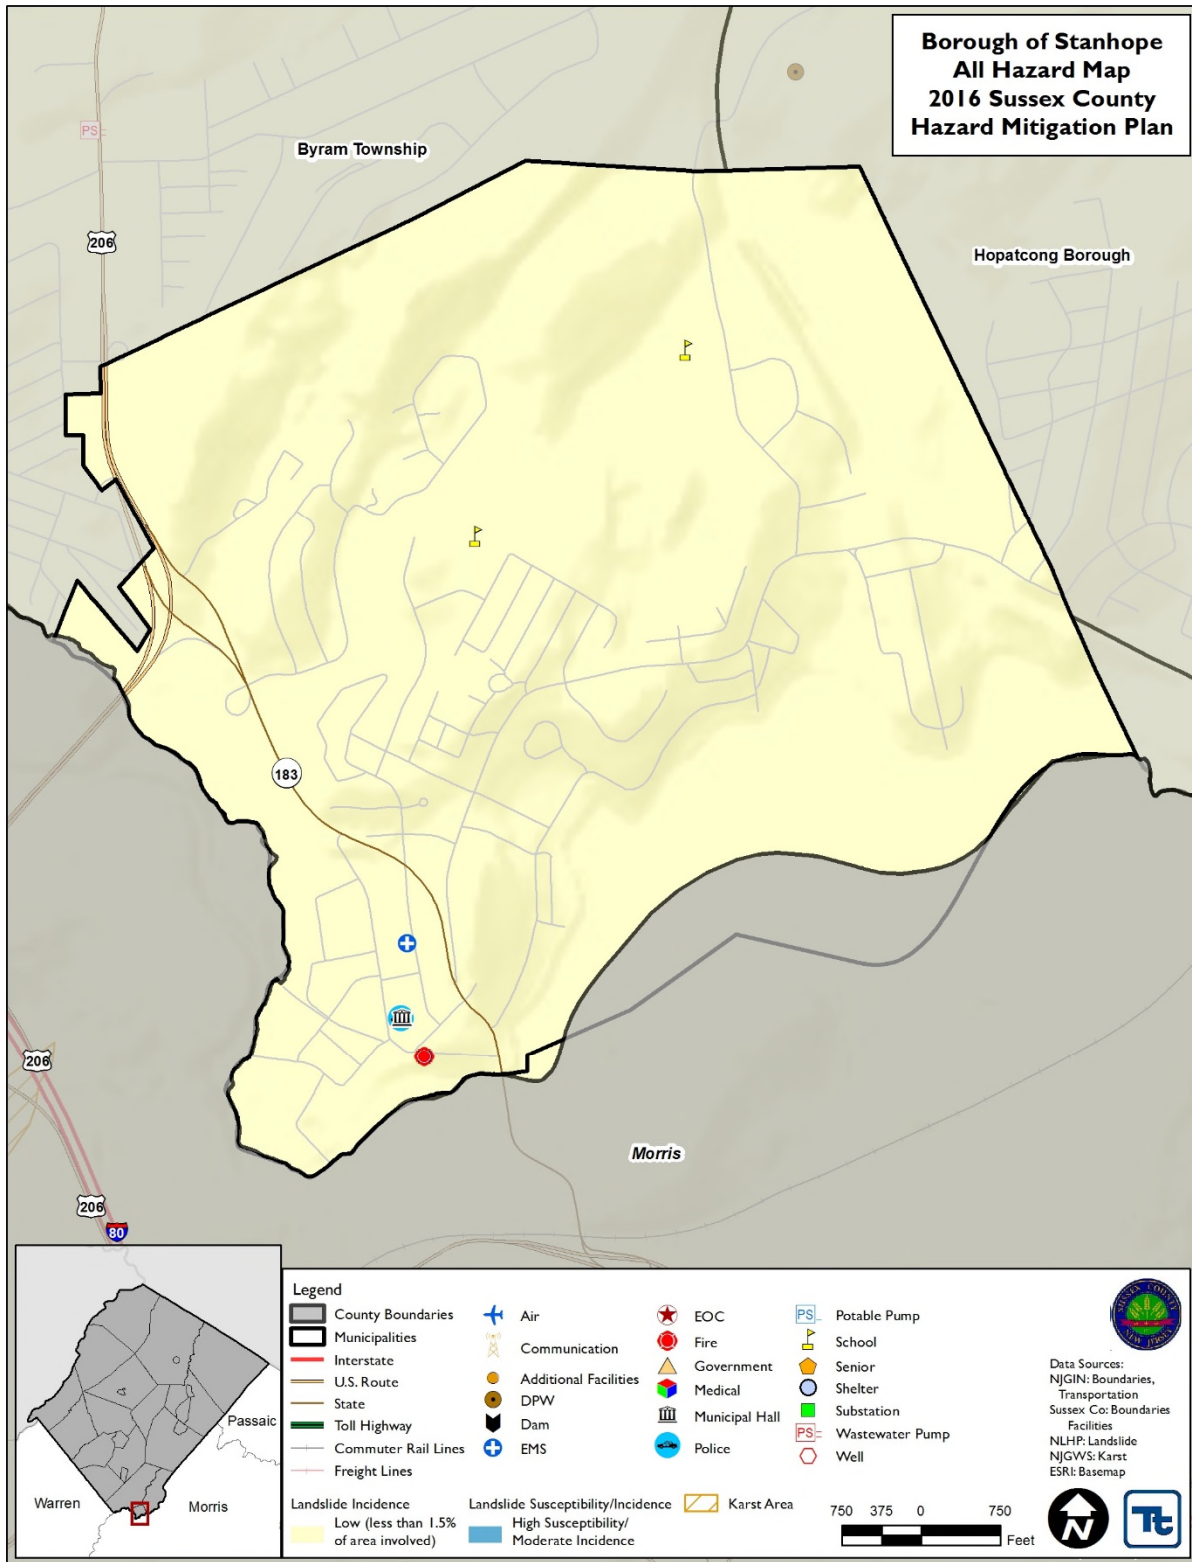 Borough of Stanhope
All Hazard Map
2016 Sussex County
Hazard Mitigation Plan
PS
Byram Township
206
Hopatcong Borough
183
206
Morris
206
80
Passaic
Warren
Morris
Legend
County Boundaries
Municipalities
Interstate
U.S. Route
State
Toll Highway
Commuter Rail Lines
Freight Lines
Air
Communication
Additional Facilities
DPW
Dam
EMS
EOC
Fire
Government
Medical
Municipal Hall
Police
PS Potable Pump
School
Senior
Shelter
Substation
PS Wastewater Pump
Well
Landslide Incidence
Low (less than 1.5%
of area involved)
Landslide Susceptibility/Incidence
High Susceptibility/
Moderate Incidence
Karst Area
SUSSEX COUNTY
NEW JERSEY
Data Sources:
NJGIN: Boundaries,
Transportation
Sussex Co: Boundaries
Facilities
NLHP: Landslide
NJGWS: Karst
ESRI: Basemap
750 375 0 750
Feet
N
Tt